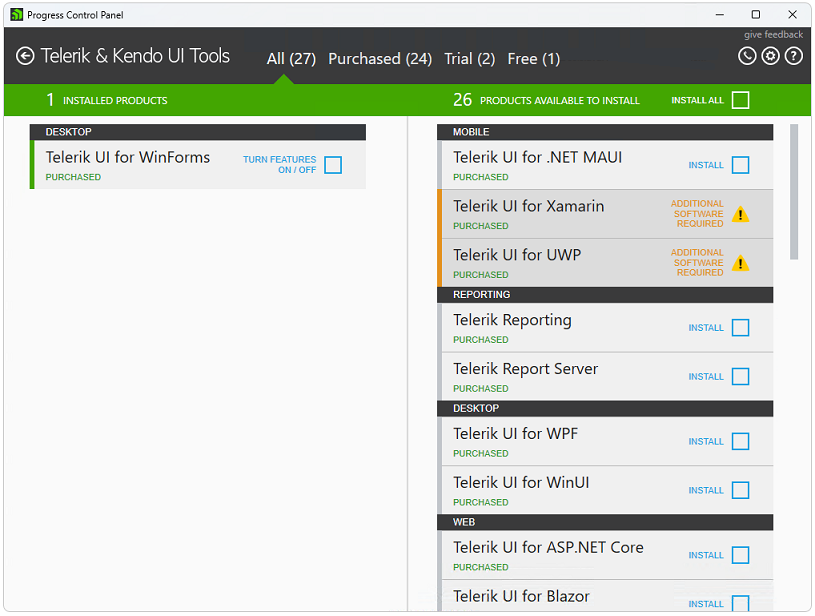 Progress Control Panel
give feedback
Telerik & Kendo UI Tools
All (27) Purchased (24) Trial (2) Free (1)
1 INSTALLED PRODUCTS
26 PRODUCTS AVAILABLE TO INSTALL
INSTALL ALL
DESKTOP
Telerik UI for WinForms
PURCHASED
TURN FEATURES
ON / OFF
MOBILE
Telerik UI for .NET MAUI
PURCHASED
INSTALL
Telerik UI for Xamarin
PURCHASED
ADDITIONAL
SOFTWARE
REQUIRED
Telerik UI for UWP
PURCHASED
ADDITIONAL
SOFTWARE
REQUIRED
REPORTING
Telerik Reporting
PURCHASED
INSTALL
Telerik Report Server
PURCHASED
INSTALL
DESKTOP
Telerik UI for WPF
PURCHASED
INSTALL
Telerik UI for WinUI
PURCHASED
INSTALL
WEB
Telerik UI for ASP.NET Core
PURCHASED
INSTALL
Telerik UI for Blazor
INSTALL